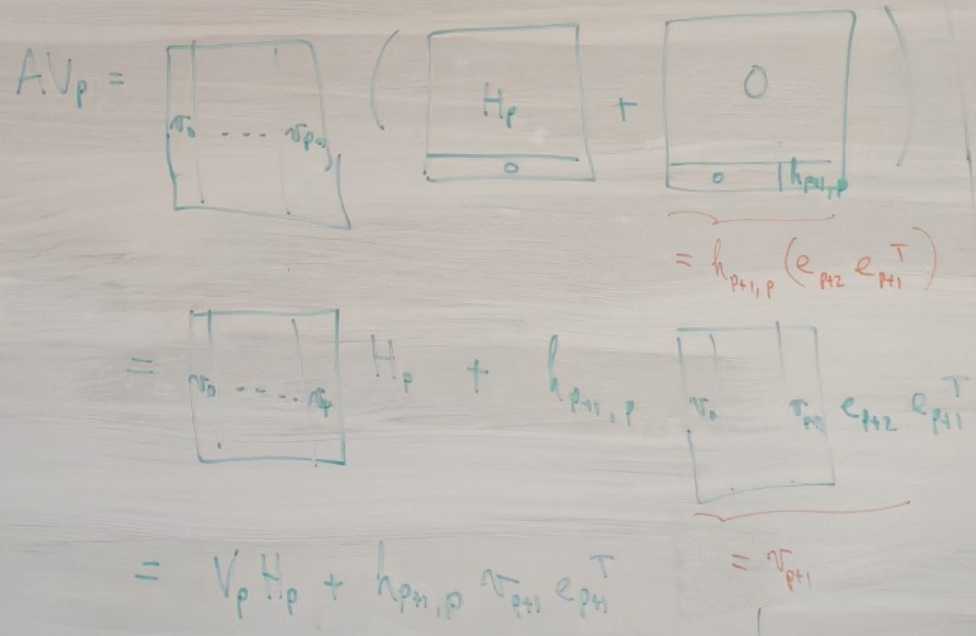 AV_p = [v_0 ... v_{p+1}] ( [H_p / 0] + [0 / 0 | h_{p+1,p}] )
= h_{p+1,p} (e_{p+2} e_{p+1}^T)
= [v_0 .... v_p] H_p + h_{p+1,p} [v_0 v_{p+1}] e_{p+2} e_{p+1}^T
= v_{p+1}
= V_p H_p + h_{p+1,p} v_{p+1} e_{p+1}^T